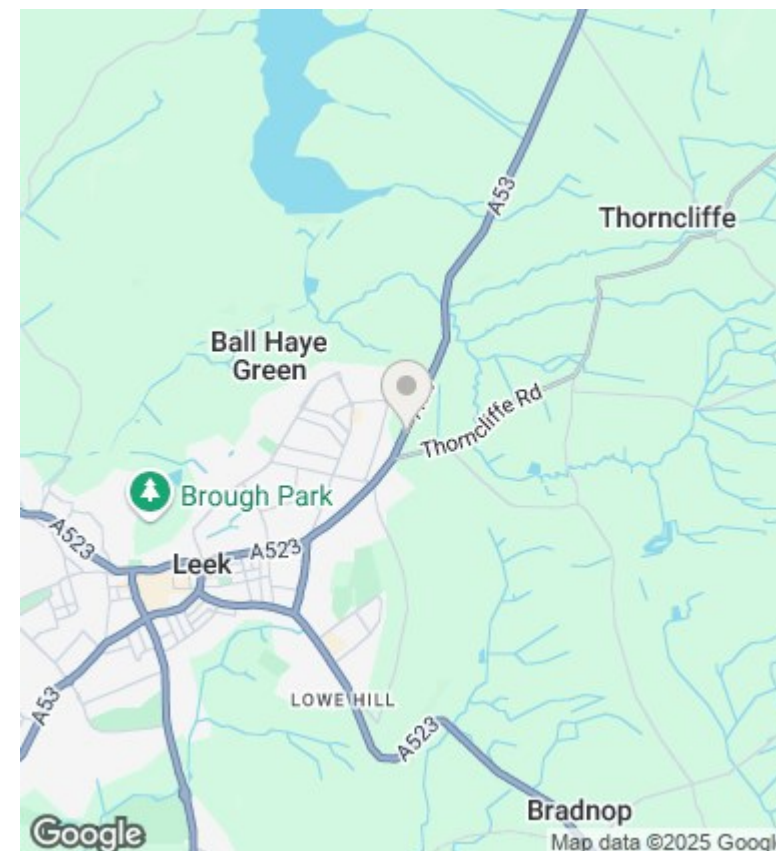 A53
Thorncliffe
Ball Haye
Green
Thorncliffe Rd
Brough Park
A523
Leek
A523
LOWE HILL
A53
A523
Bradnop
Google
Map data ©2025 Googl